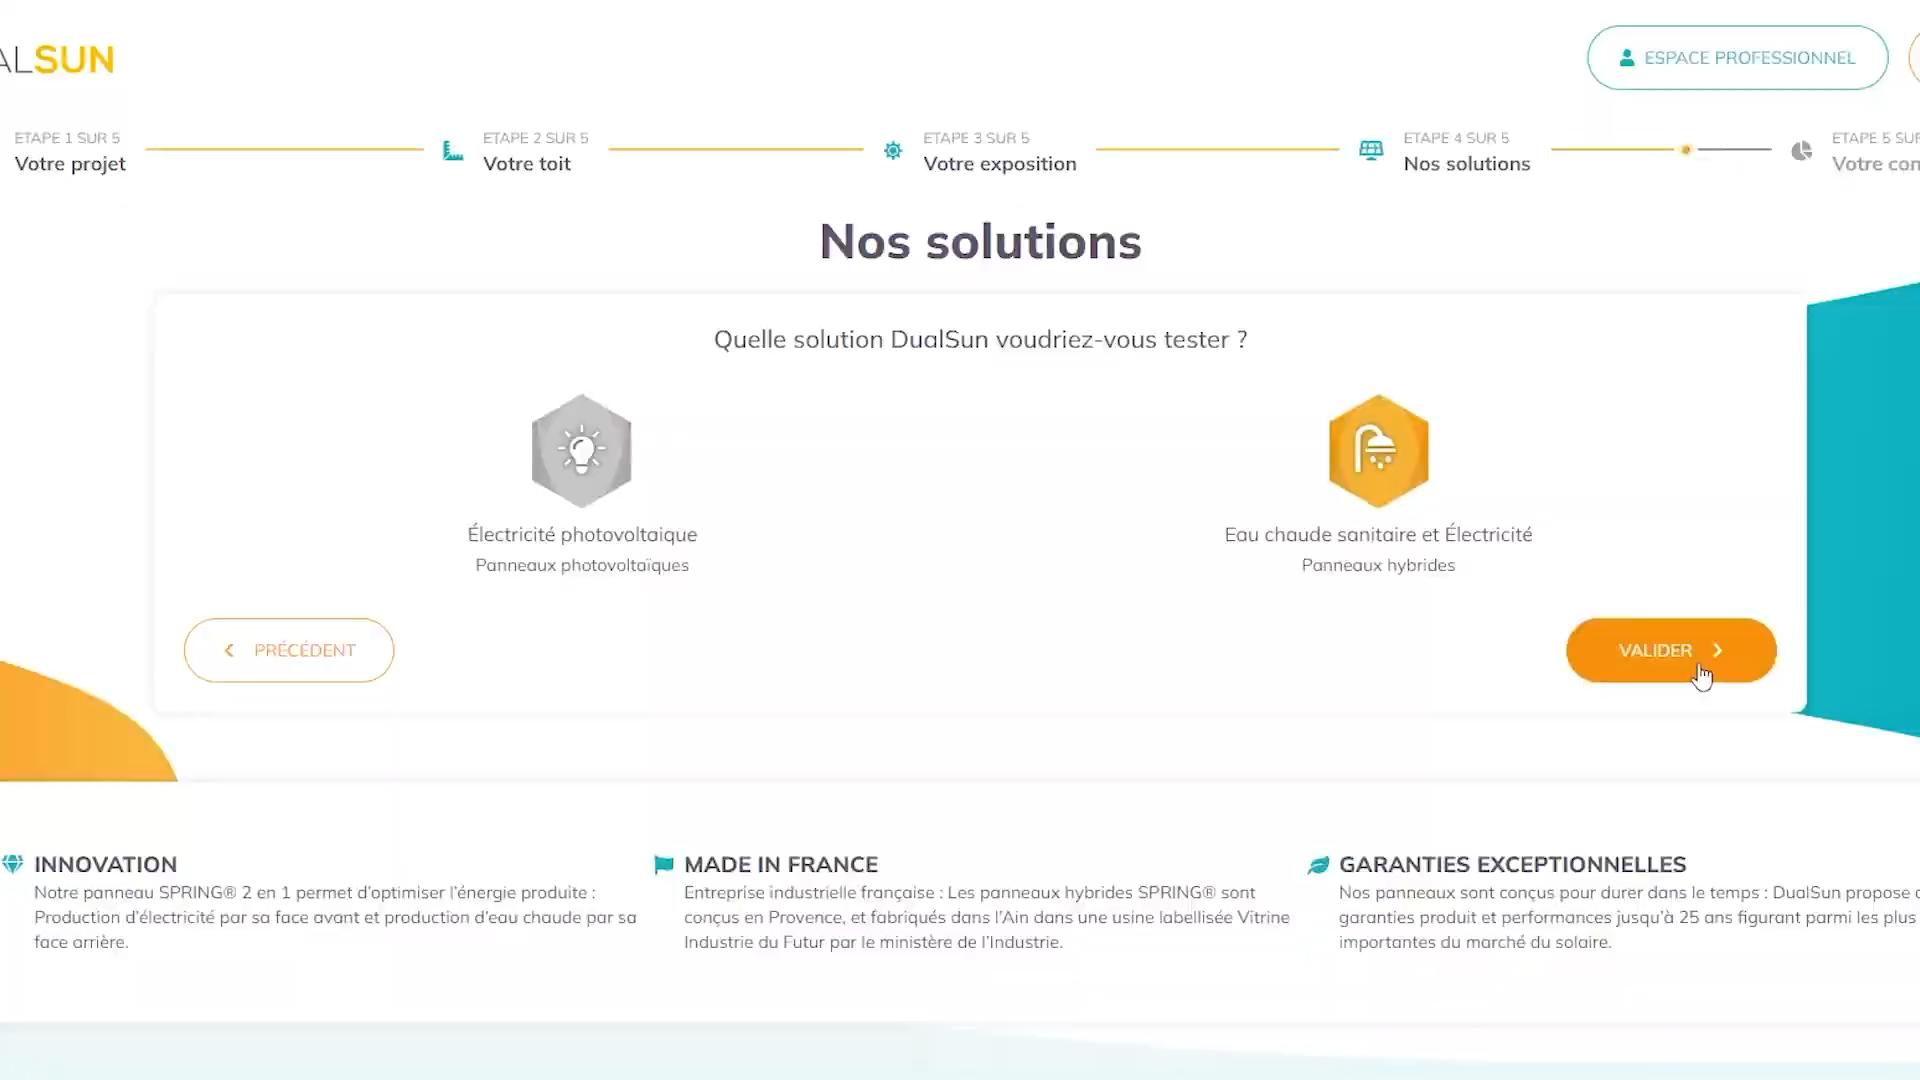 ALSUN
ESPACE PROFESSIONNEL
ETAPE 1 SUR 5
Votre projet
ETAPE 2 SUR 5
Votre toit
ETAPE 3 SUR 5
Votre exposition
ETAPE 4 SUR 5
Nos solutions
ETAPE 5 SUR
Votre con
Nos solutions
Quelle solution DualSun voudriez-vous tester ?
Électricité photovoltaique
Panneaux photovoltaïques
Eau chaude sanitaire et Électricité
Panneaux hybrides
PRÉCÉDENT
VALIDER
INNOVATION
Notre panneau SPRING® 2 en 1 permet d'optimiser l'énergie produite :
Production d'électricité par sa face avant et production d'eau chaude par sa
face arrière.
MADE IN FRANCE
Entreprise industrielle française : Les panneaux hybrides SPRING® sont
conçus en Provence, et fabriqués dans l'Ain dans une usine labellisée Vitrine
Industrie du Futur par le ministère de l'Industrie.
GARANTIES EXCEPTIONNELLES
Nos panneaux sont conçus pour durer dans le temps : DualSun propose
garanties produit et performances jusqu'à 25 ans figurant parmi les plus
importantes du marché du solaire.